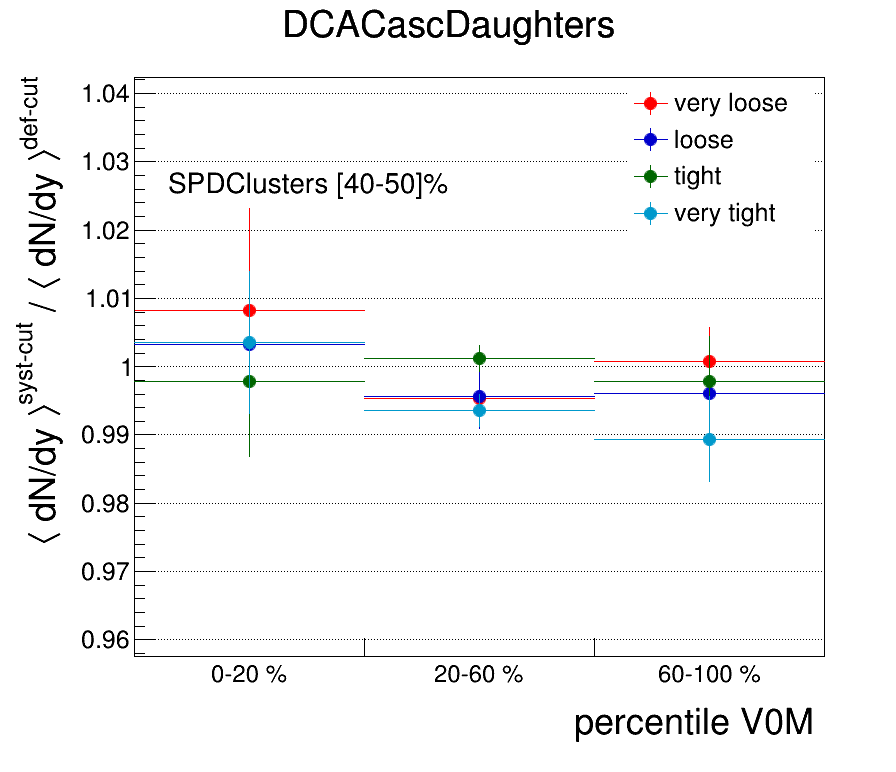 DCACascDaughters
⟨ dN/dy ⟩^syst-cut / ⟨ dN/dy ⟩^def-cut
1.04
1.03
1.02
1.01
1
0.99
0.98
0.97
0.96
SPDClusters [40-50]%
very loose
loose
tight
very tight
0-20 %
20-60 %
60-100 %
percentile V0M